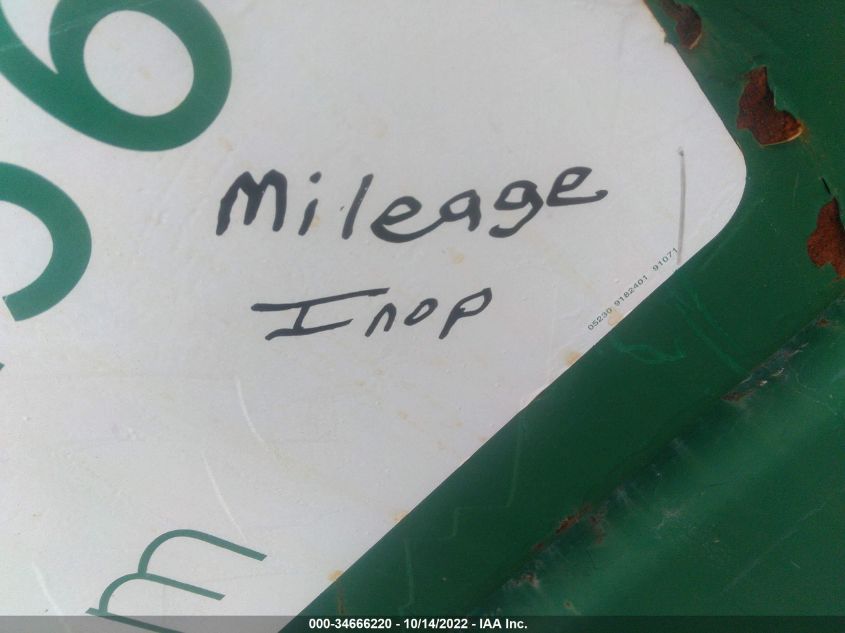 Mileage
Inop
05230 9182401 91071
m
000-34666220 - 10/14/2022 - IAA Inc.